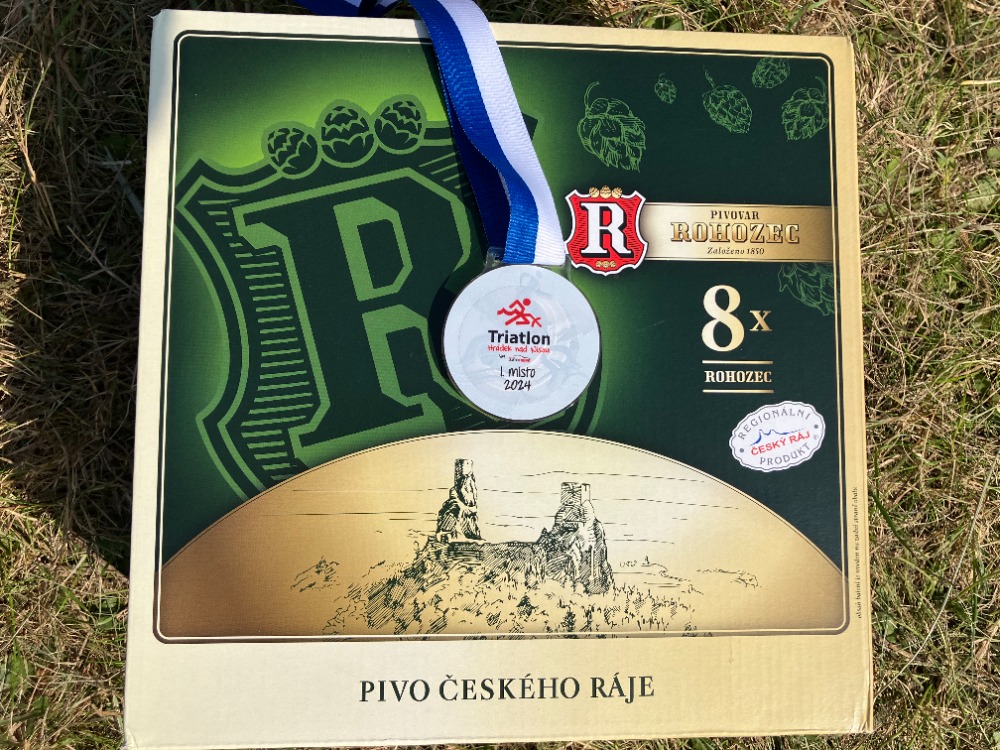 R
PIVOVAR
ROHOZEC
Založeno 1850
8x
ROHOZEC
REGIONÁLNÍ
ČESKÝ RÁJ
PRODUKT
R
Triatlon
Hrádek nad Nisou
1. místo
2024
PIVO ČESKÉHO RÁJE